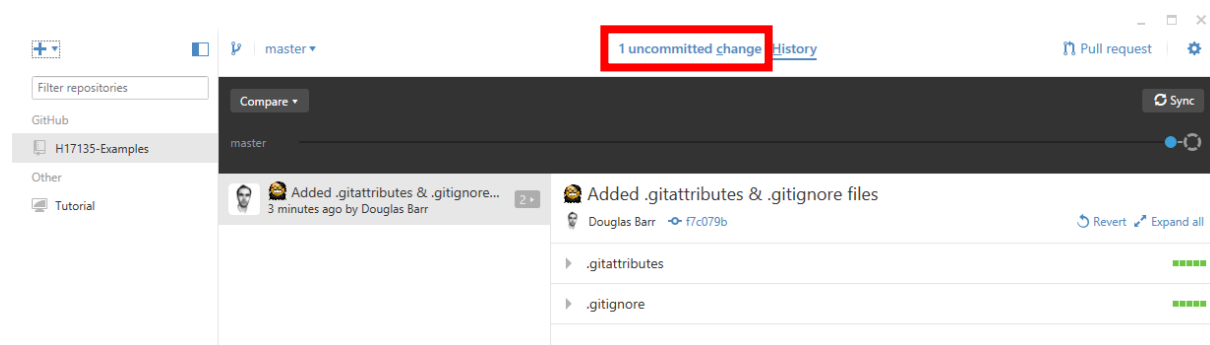 master 1 uncommitted change History Pull request
Filter repositories
Compare Sync
GitHub
H17135-Examples
master
Other
Tutorial
Added .gitattributes & .gitignore... 2
3 minutes ago by Douglas Barr
Added .gitattributes & .gitignore files
Douglas Barr f7c079b Revert Expand all
.gitattributes
.gitignore